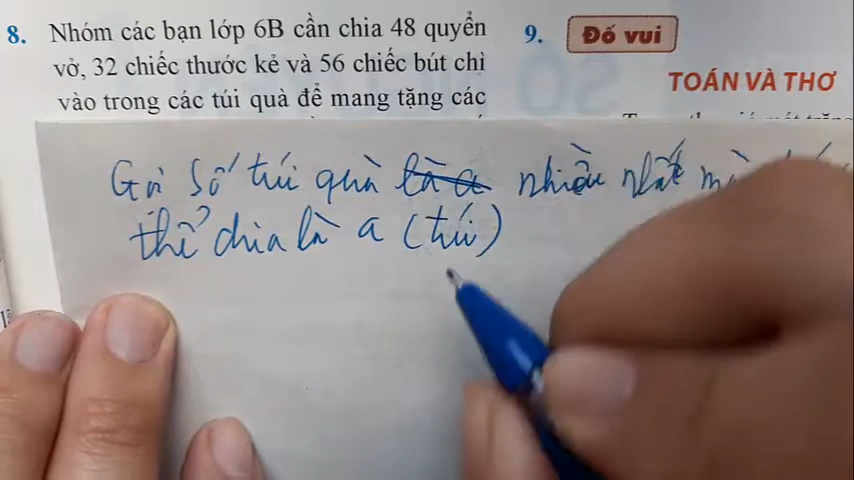 8. Nhóm các bạn lớp 6B cần chia 48 quyển
vở, 32 chiếc thước kẻ và 56 chiếc bút chì
vào trong các túi quà để mang tặng các
9. Đố vui
TOÁN VÀ THƠ
Gọi số túi quà là a nhiều nhất mà
thể chia là a (túi)